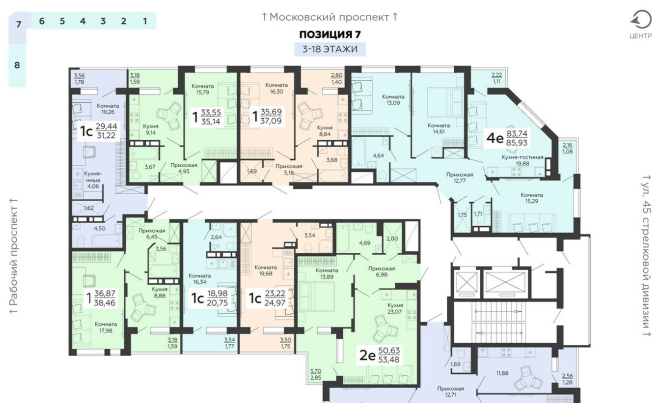 ↑ Московский проспект ↑
7 6 5 4 3 2 1
8
ПОЗИЦИЯ 7
3-18 ЭТАЖИ
ЦЕНТР
↑ Рабочий проспект ↑
↑ ул. 45 стрелковой дивизии ↑
3,56
1,78
Комната
19,26
1с 29,44
31,22
Кухня-
ниша
4,06
1,62
4,50
3,18
1,59
Кухня
9,14
Комната
15,79
1 33,55
35,14
3,67
Прихожая
4,95
Комната
16,30
2,80
1,40
1 35,69
37,09
Кухня
8,84
1,69
Прихожая
5,18
3,68
Комната
13,09
Комната
14,61
2,22
1,11
4е 83,74
85,93
2,16
1,08
Кухня-гостиная
19,88
4,64
Прихожая
12,77
Комната
15,29
1,75
1,71
1 36,87
38,46
Комната
17,98
Прихожая
6,45
3,56
Кухня
8,88
3,18
1,59
2,64
Комната
16,34
1с 18,98
20,75
3,54
1,77
3,54
Комната
19,68
1с 23,22
24,97
3,50
1,75
4,69
2,00
Комната
13,89
Прихожая
6,98
Кухня
23,07
2е 50,63
53,48
5,70
2,85
1,69
11,88
2,56
1,28
Прихожая
12,71